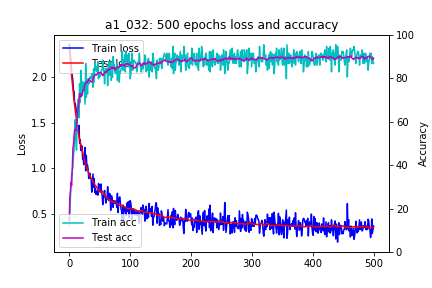 a1_032: 500 epochs loss and accuracy
Train loss
Test loss
Train acc
Test acc
Loss
2.0
1.5
1.0
0.5
Accuracy
100
80
60
40
20
0
0
100
200
300
400
500